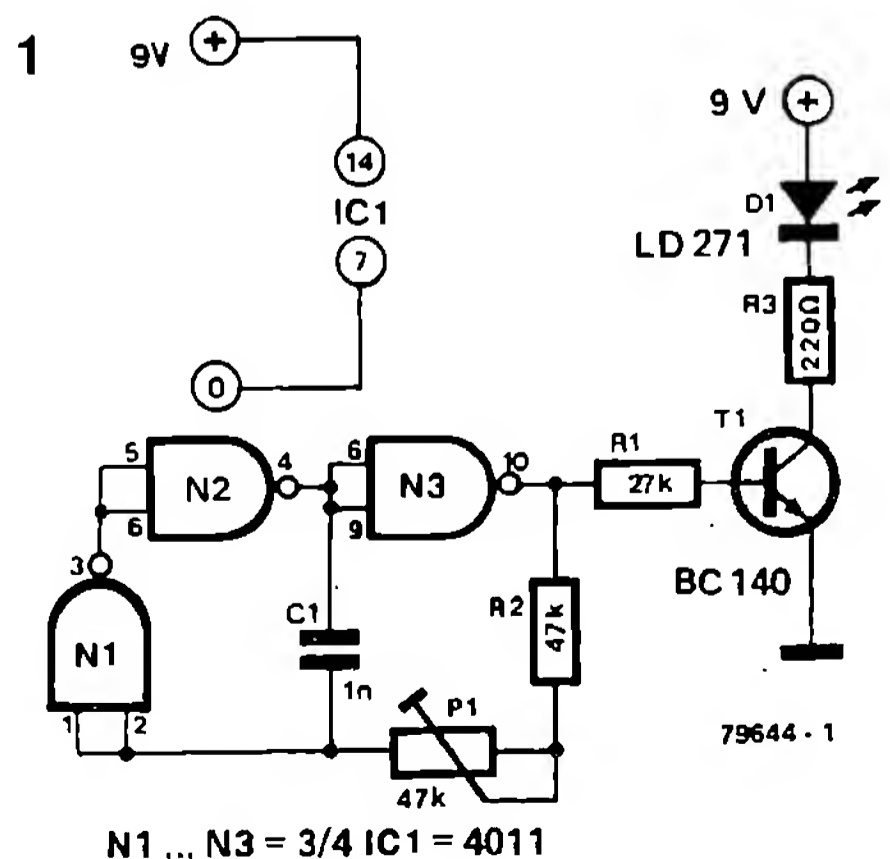 1
9V
+
14
IC1
7
0
9 V
+
D1
LD 271
R3
220Ω
T1
5
6
N2
4
6
9
N3
10
R1
27k
BC 140
3
N1
1
2
C1
1n
R2
47k
P1
47k
79644 - 1
N1 ... N3 = 3/4 IC1 = 4011